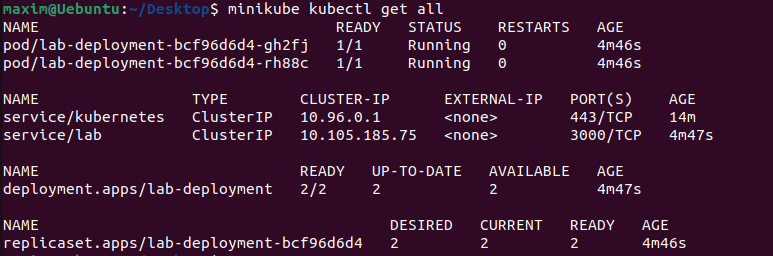 maxim@Uebuntu:~/Desktop$ minikube kubectl get all
NAME READY STATUS RESTARTS AGE
pod/lab-deployment-bcf96d6d4-gh2fj 1/1 Running 0 4m46s
pod/lab-deployment-bcf96d6d4-rh88c 1/1 Running 0 4m46s
NAME TYPE CLUSTER-IP EXTERNAL-IP PORT(S) AGE
service/kubernetes ClusterIP 10.96.0.1 <none> 443/TCP 14m
service/lab ClusterIP 10.105.185.75 <none> 3000/TCP 4m47s
NAME READY UP-TO-DATE AVAILABLE AGE
deployment.apps/lab-deployment 2/2 2 2 4m47s
NAME DESIRED CURRENT READY AGE
replicaset.apps/lab-deployment-bcf96d6d4 2 2 2 4m46s